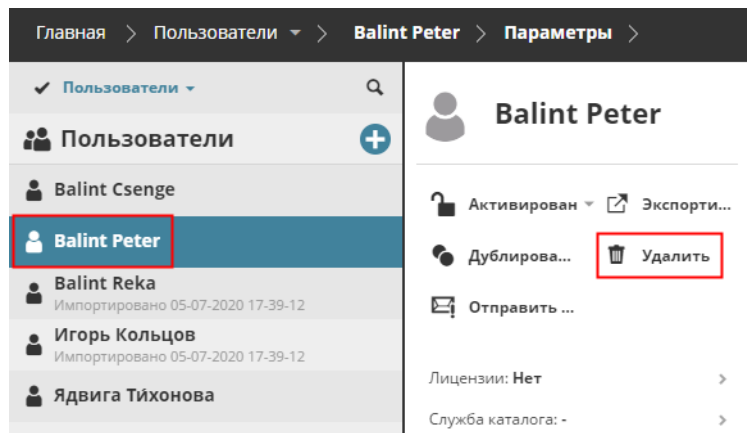 Главная > Пользователи > Balint Peter > Параметры >
Пользователи
Пользователи
Balint Csenge
Balint Peter
Balint Reka
Импортировано 05-07-2020 17-39-12
Игорь Кольцов
Импортировано 05-07-2020 17-39-12
Ядвига Ти́хонова
Balint Peter
Активирован
Экспорти...
Дублирова...
Удалить
Отправить ...
Лицензии: Нет
Служба каталога: -